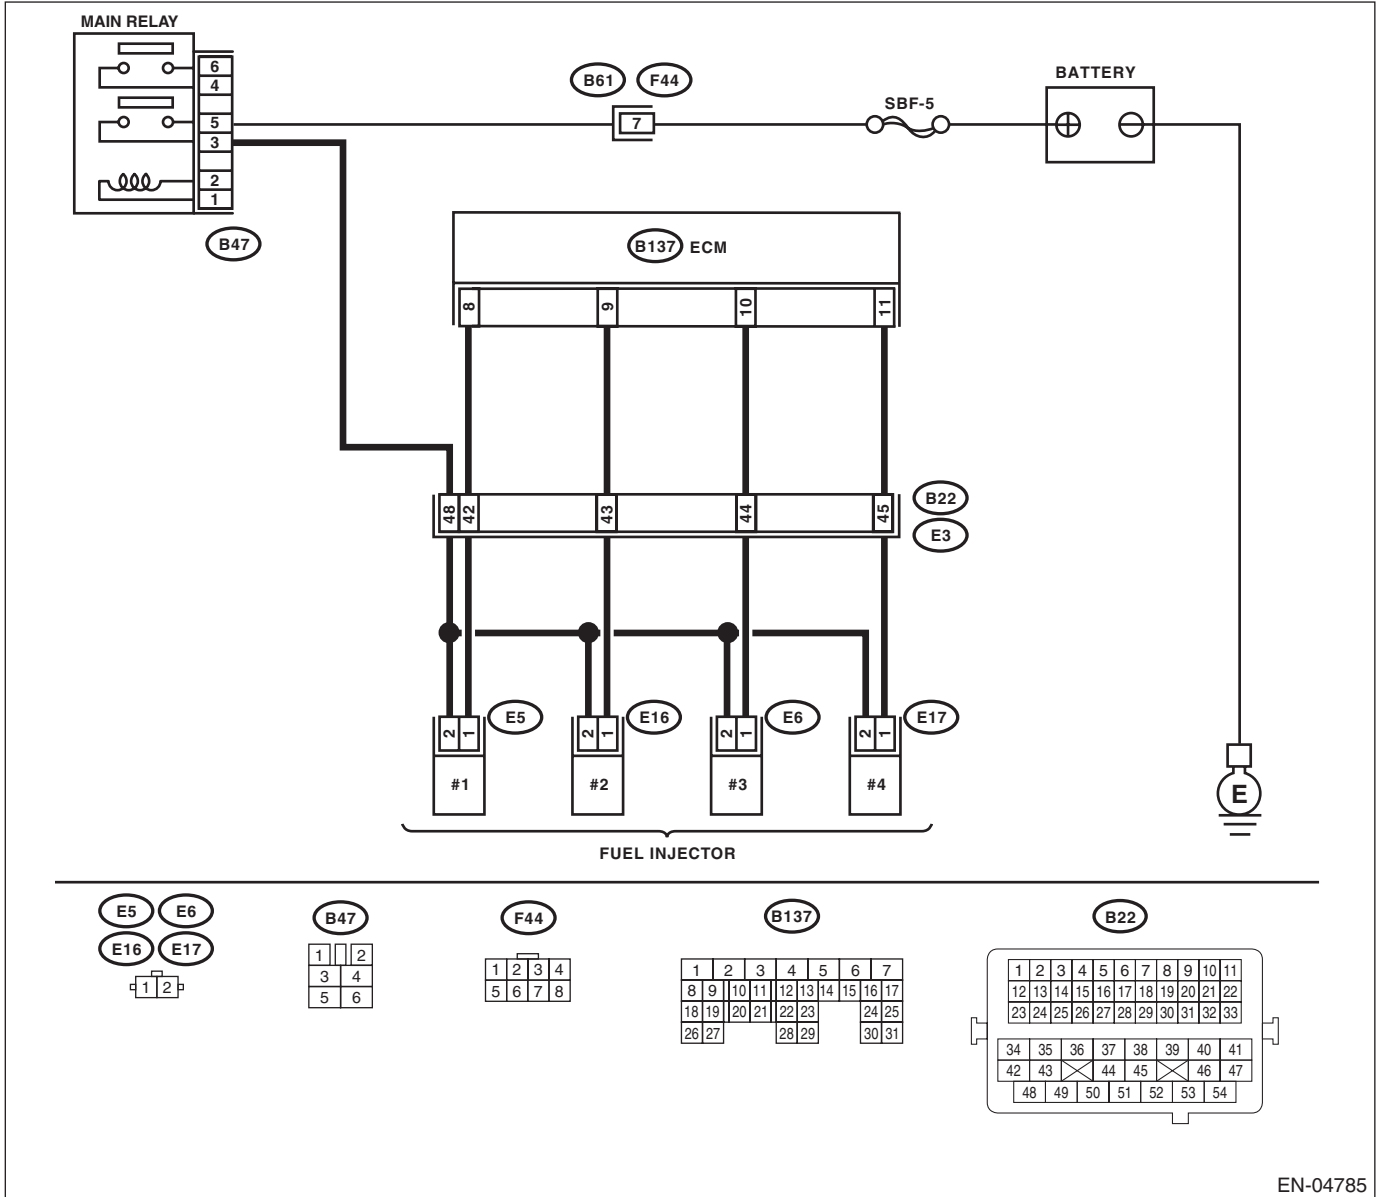 MAIN RELAY
6
4
5
3
2
1
B47
B61 F44
7
SBF-5
BATTERY
B137 ECM
8 9 10 11
48 42 43 44 45
B22
E3
2 1 E5
2 1 E16
2 1 E6
2 1 E17
#1 #2 #3 #4
FUEL INJECTOR
E
E5 E6
E16 E17
1 2
B47
1 2
3 4
5 6
F44
1 2 3 4
5 6 7 8
B137
1 2 3 4 5 6 7
8 9 10 11 12 13 14 15 16 17
18 19 20 21 22 23 24 25
26 27 28 29 30 31
B22
1 2 3 4 5 6 7 8 9 10 11
12 13 14 15 16 17 18 19 20 21 22
23 24 25 26 27 28 29 30 31 32 33
34 35 36 37 38 39 40 41
42 43 44 45 46 47
48 49 50 51 52 53 54
EN-04785